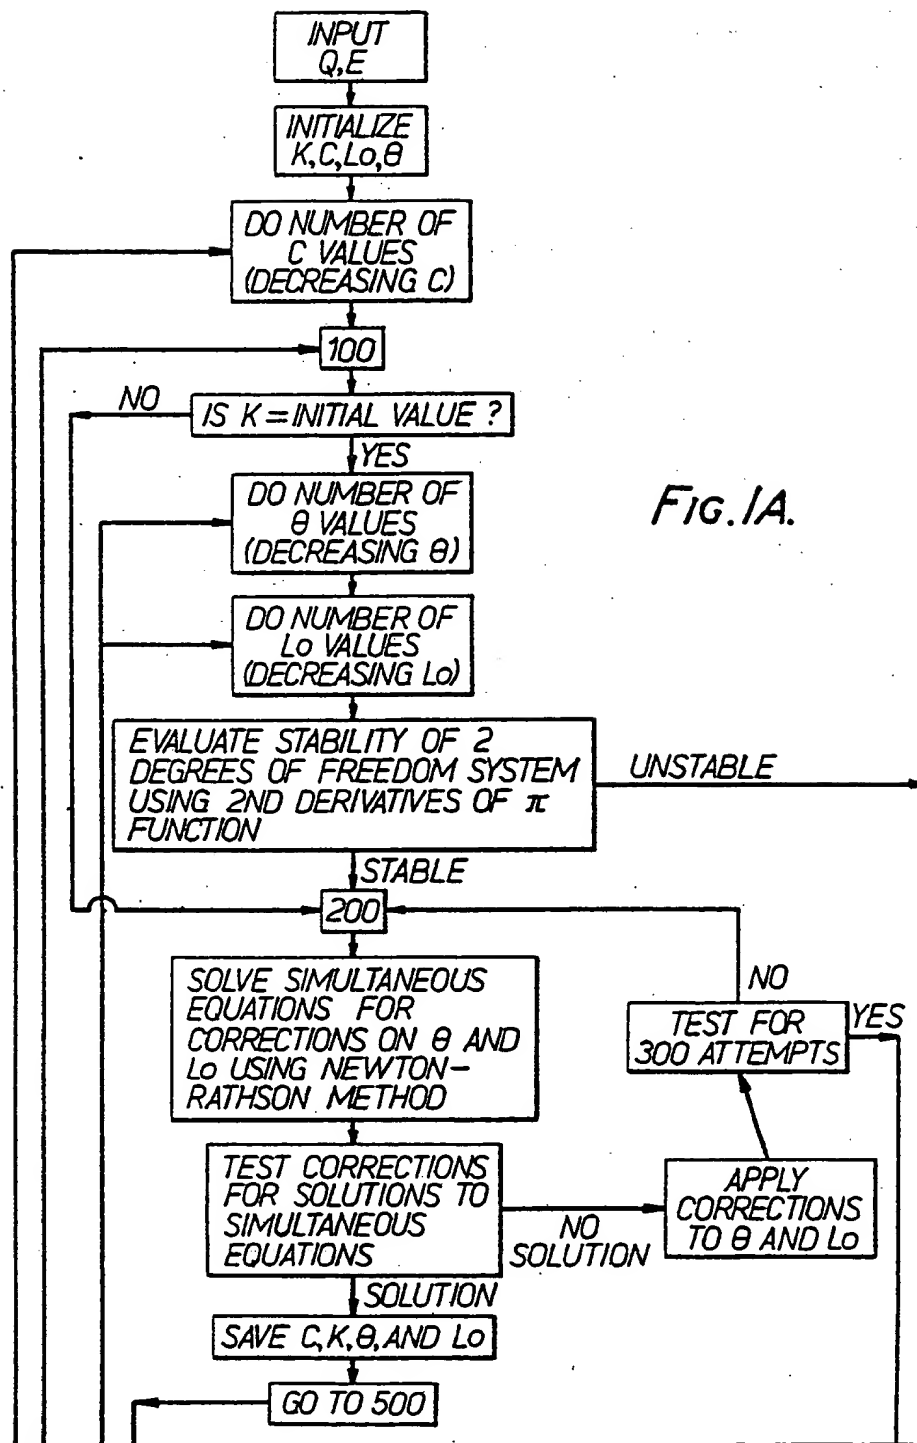 INPUT
Q,E
INITIALIZE
K,C,Lo,θ
DO NUMBER OF
C VALUES
(DECREASING C)
100
NO
IS K=INITIAL VALUE ?
YES
DO NUMBER OF
θ VALUES
(DECREASING θ)
FIG.1A.
DO NUMBER OF
Lo VALUES
(DECREASING Lo)
EVALUATE STABILITY OF 2
DEGREES OF FREEDOM SYSTEM
USING 2ND DERIVATIVES OF π
FUNCTION
UNSTABLE
STABLE
200
SOLVE SIMULTANEOUS
EQUATIONS FOR
CORRECTIONS ON θ AND
Lo USING NEWTON-
RATHSON METHOD
NO
TEST FOR
300 ATTEMPTS
YES
TEST CORRECTIONS
FOR SOLUTIONS TO
SIMULTANEOUS
EQUATIONS
NO
SOLUTION
APPLY
CORRECTIONS
TO θ AND Lo
SOLUTION
SAVE C,K,θ,AND Lo
GO TO 500